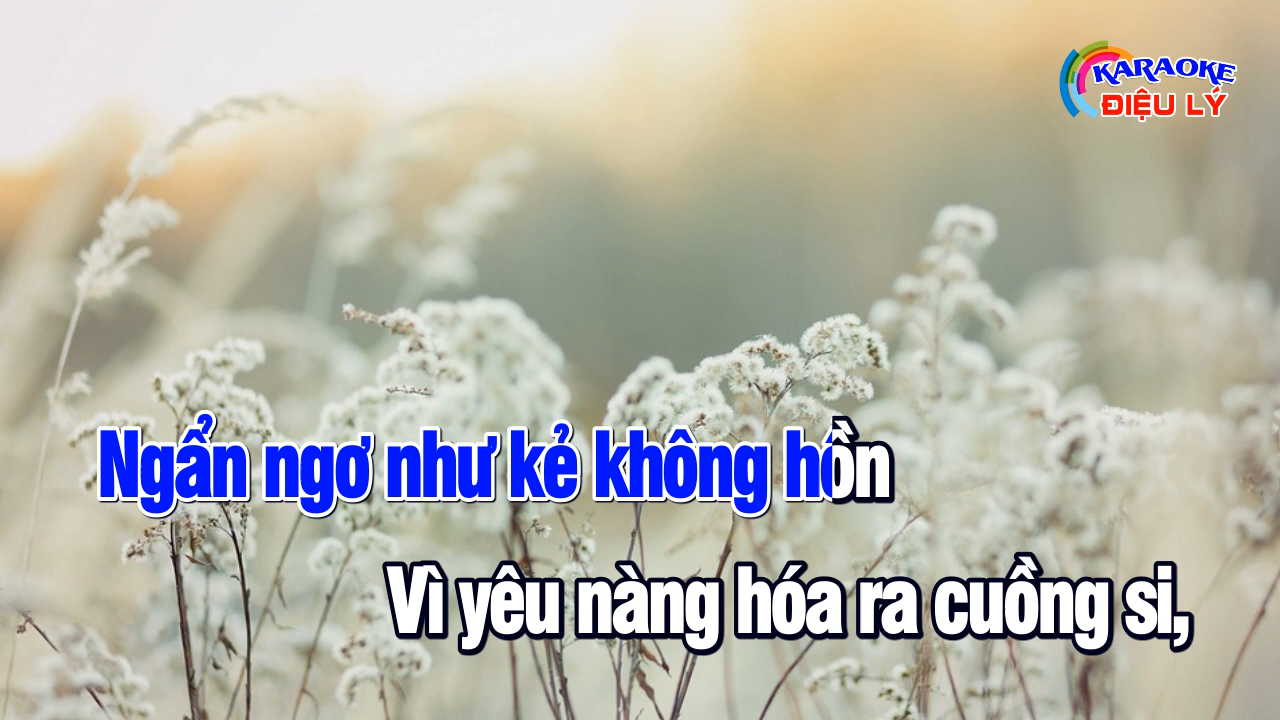 KARAOKE
ĐIỆU LÝ
Ngẩn ngơ như kẻ không hồn
Vì yêu nàng hóa ra cuồng si,